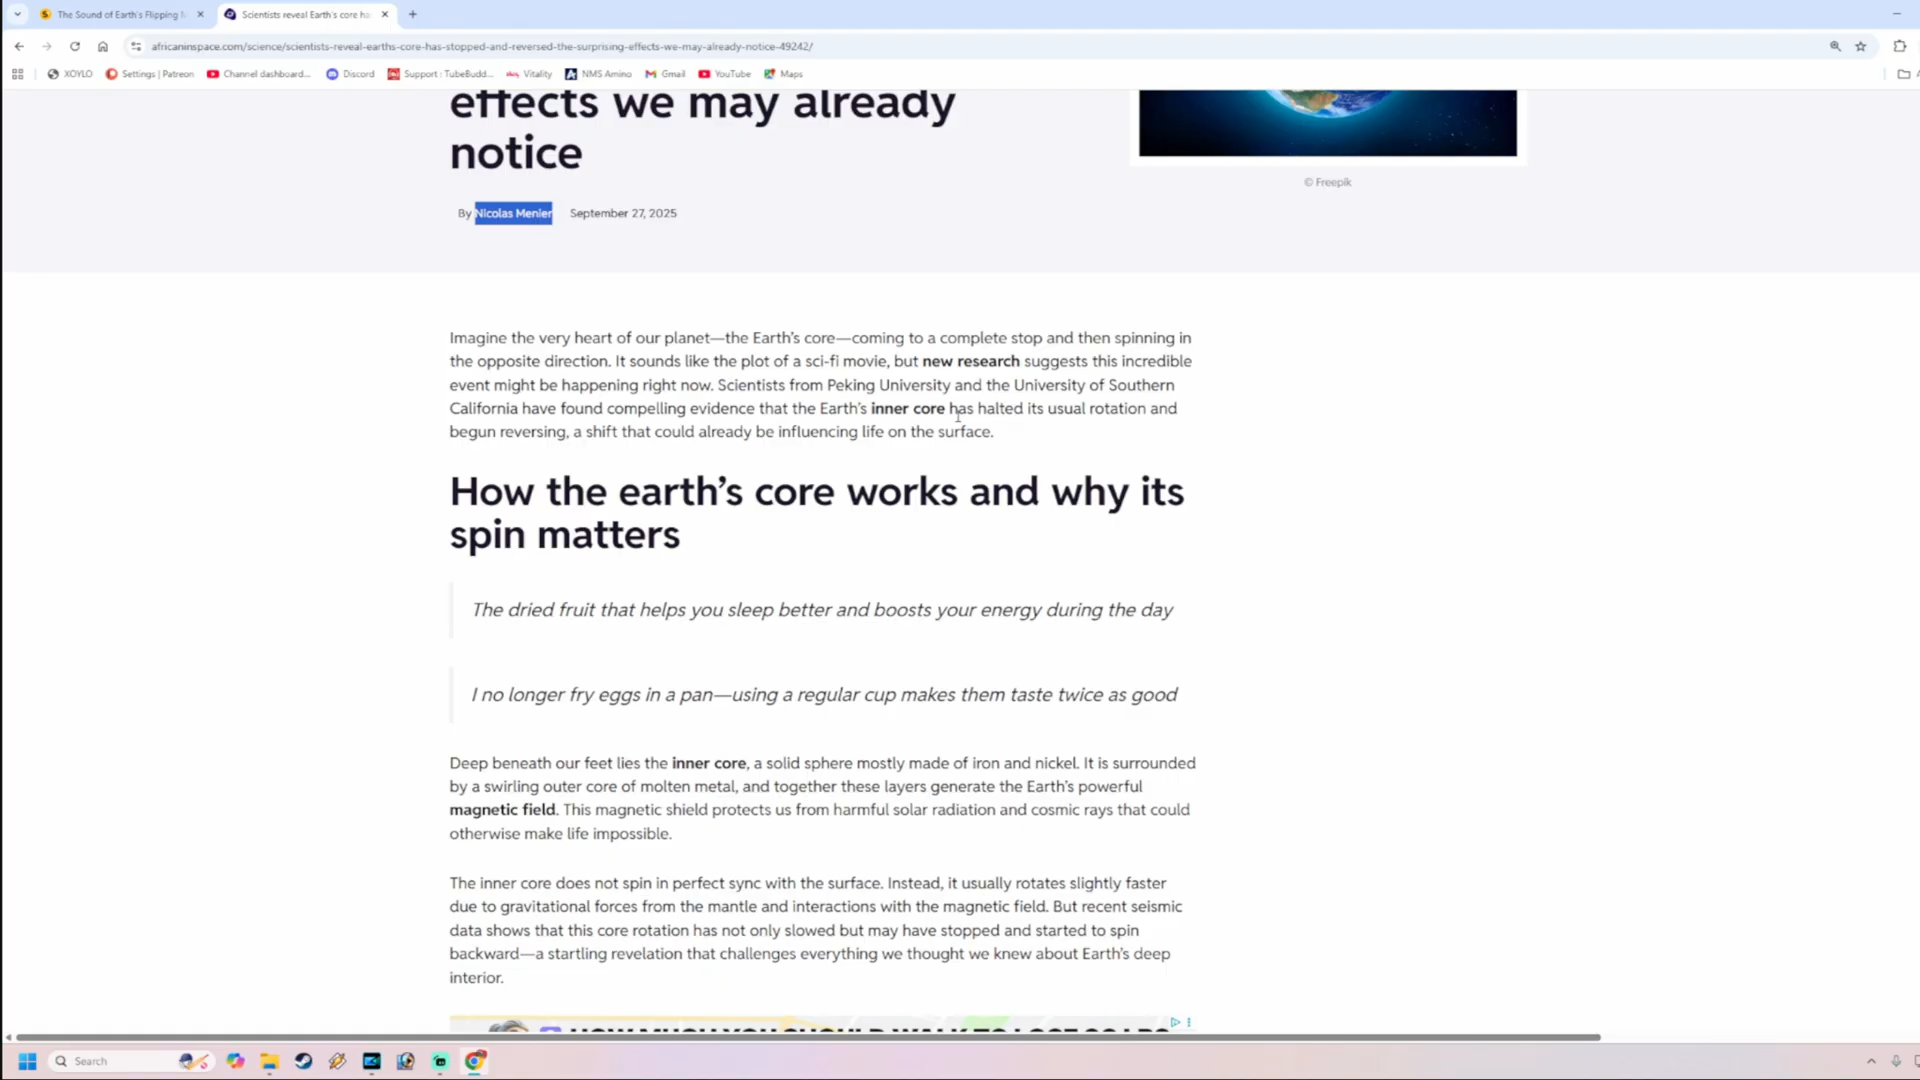 The Sound of Earth's Flipping
Scientists reveal Earth's core ha
africaninspace.com/science/scientists-reveal-earths-core-has-stopped-and-reversed-the-surprising-effects-we-may-already-notice-49242/
XOYLO
Settings | Patreon
Channel dashboard...
Discord
Support : TubeBudd...
Vitality
NMS Amino
Gmail
YouTube
Maps
effects we may already
notice
© Freepik
By Nicolas Menier September 27, 2025
Imagine the very heart of our planet—the Earth's core—coming to a complete stop and then spinning in
the opposite direction. It sounds like the plot of a sci-fi movie, but new research suggests this incredible
event might be happening right now. Scientists from Peking University and the University of Southern
California have found compelling evidence that the Earth's inner core has halted its usual rotation and
begun reversing, a shift that could already be influencing life on the surface.
How the earth's core works and why its
spin matters
The dried fruit that helps you sleep better and boosts your energy during the day
I no longer fry eggs in a pan—using a regular cup makes them taste twice as good
Deep beneath our feet lies the inner core, a solid sphere mostly made of iron and nickel. It is surrounded
by a swirling outer core of molten metal, and together these layers generate the Earth's powerful
magnetic field. This magnetic shield protects us from harmful solar radiation and cosmic rays that could
otherwise make life impossible.
The inner core does not spin in perfect sync with the surface. Instead, it usually rotates slightly faster
due to gravitational forces from the mantle and interactions with the magnetic field. But recent seismic
data shows that this core rotation has not only slowed but may have stopped and started to spin
backward—a startling revelation that challenges everything we thought we knew about Earth's deep
interior.
HOW MUCH YOU SHOULD WALK TO LOSE
Search